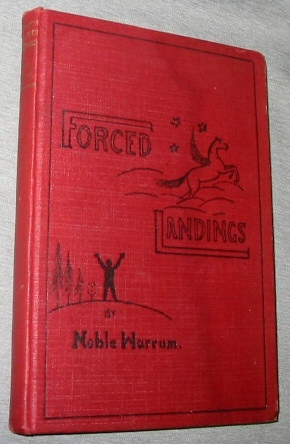 FORCED
LANDINGS
BY
Noble Warrum.